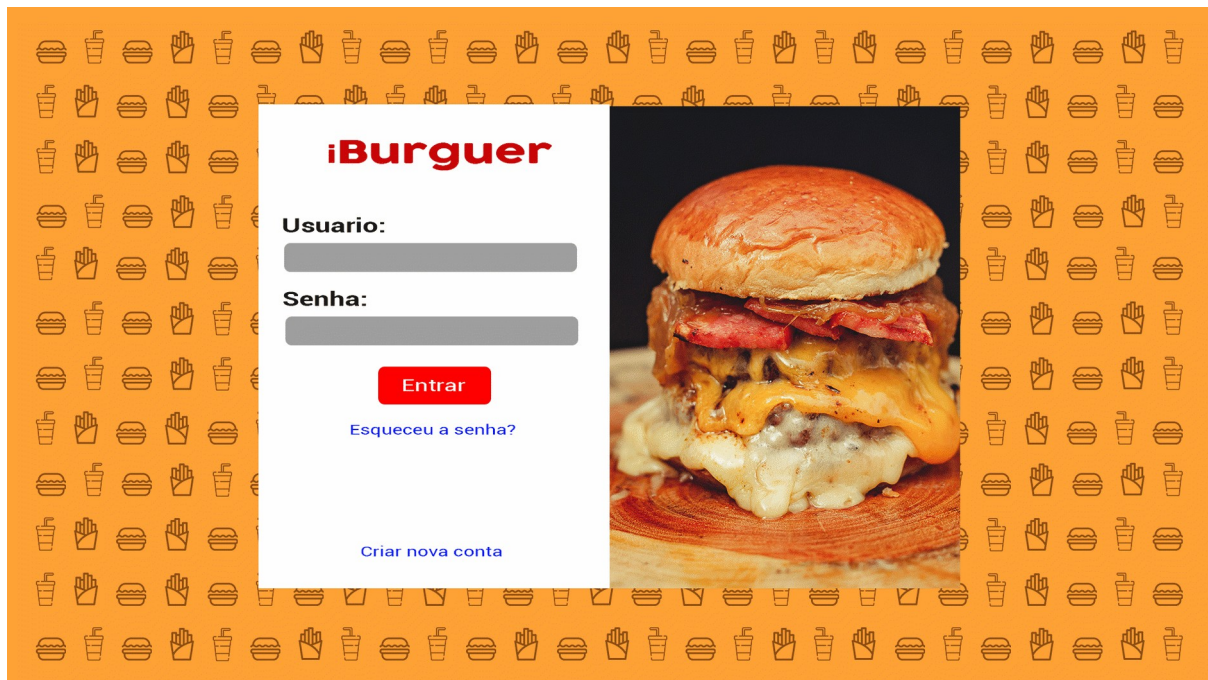 iBurguer
Usuario:
Senha:
Entrar
Esqueceu a senha?
Criar nova conta